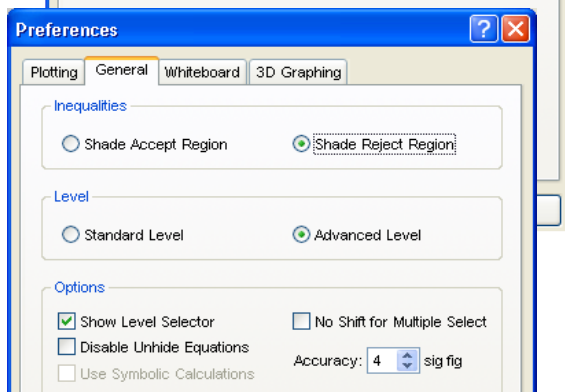 Preferences
Plotting General Whiteboard 3D Graphing
Inequalities
Shade Accept Region Shade Reject Region
Level
Standard Level Advanced Level
Options
Show Level Selector No Shift for Multiple Select
Disable Unhide Equations
Accuracy: 4 sig fig
Use Symbolic Calculations